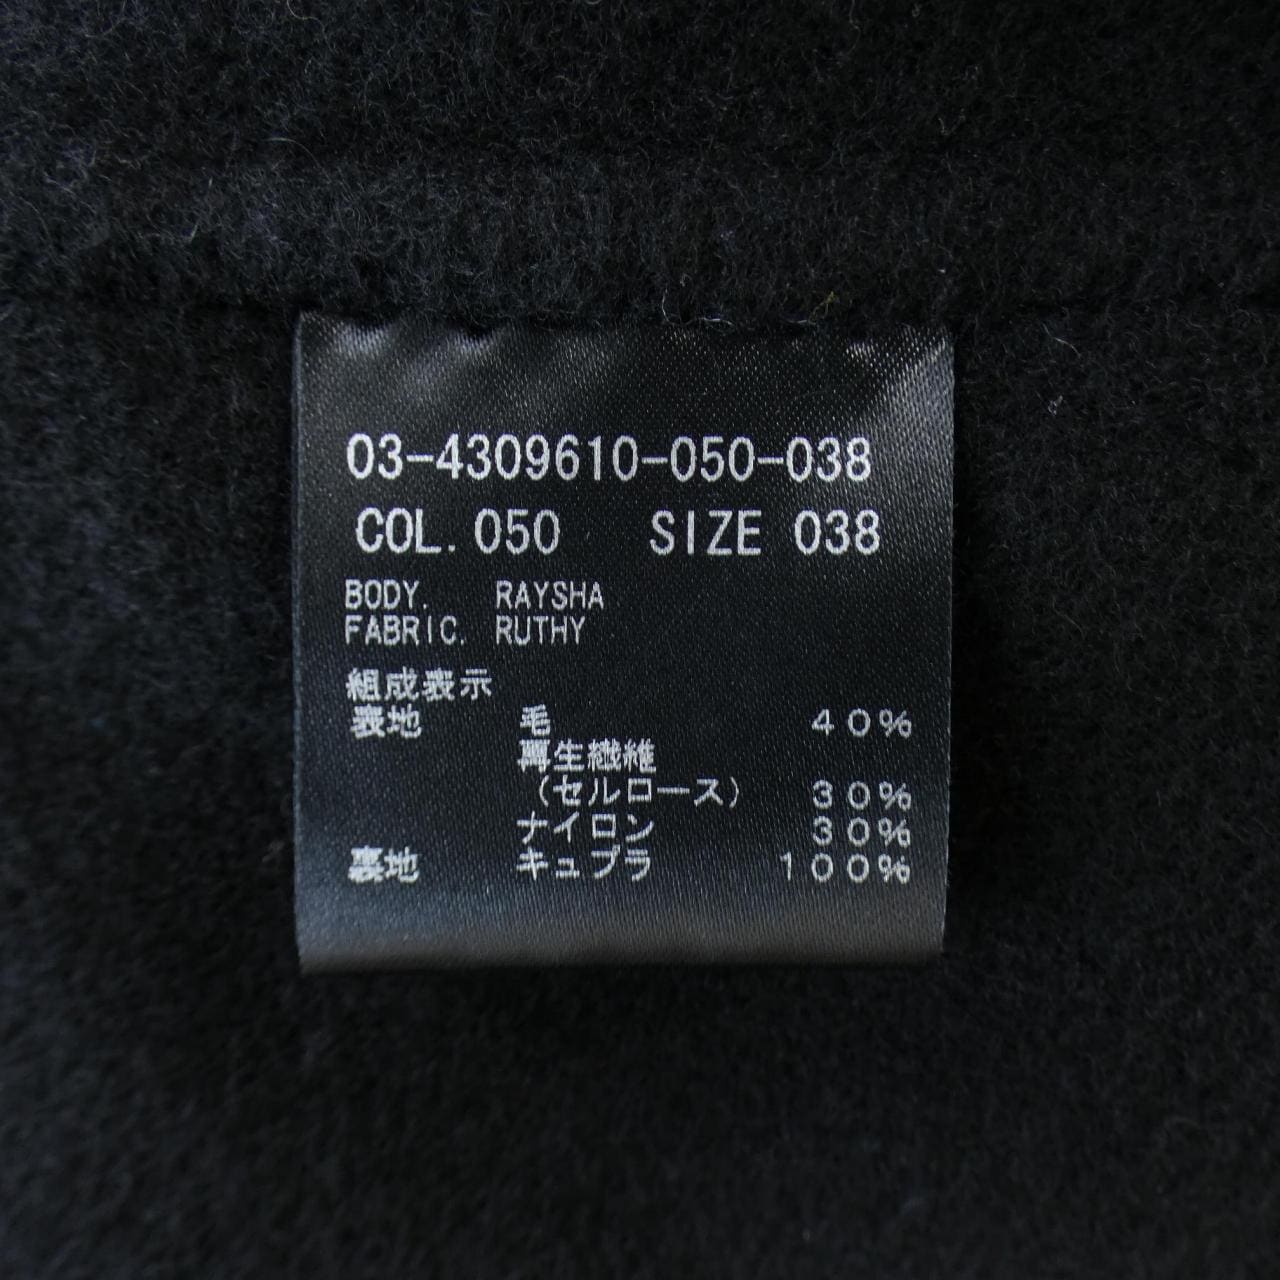 03-4309610-050-038
COL. 050 SIZE 038
BODY. RAYSHA
FABRIC. RUTHY
組成表示
表地 毛 40%
再生繊維
(セルロース) 30%
ナイロン 30%
裏地 キュプラ 100%